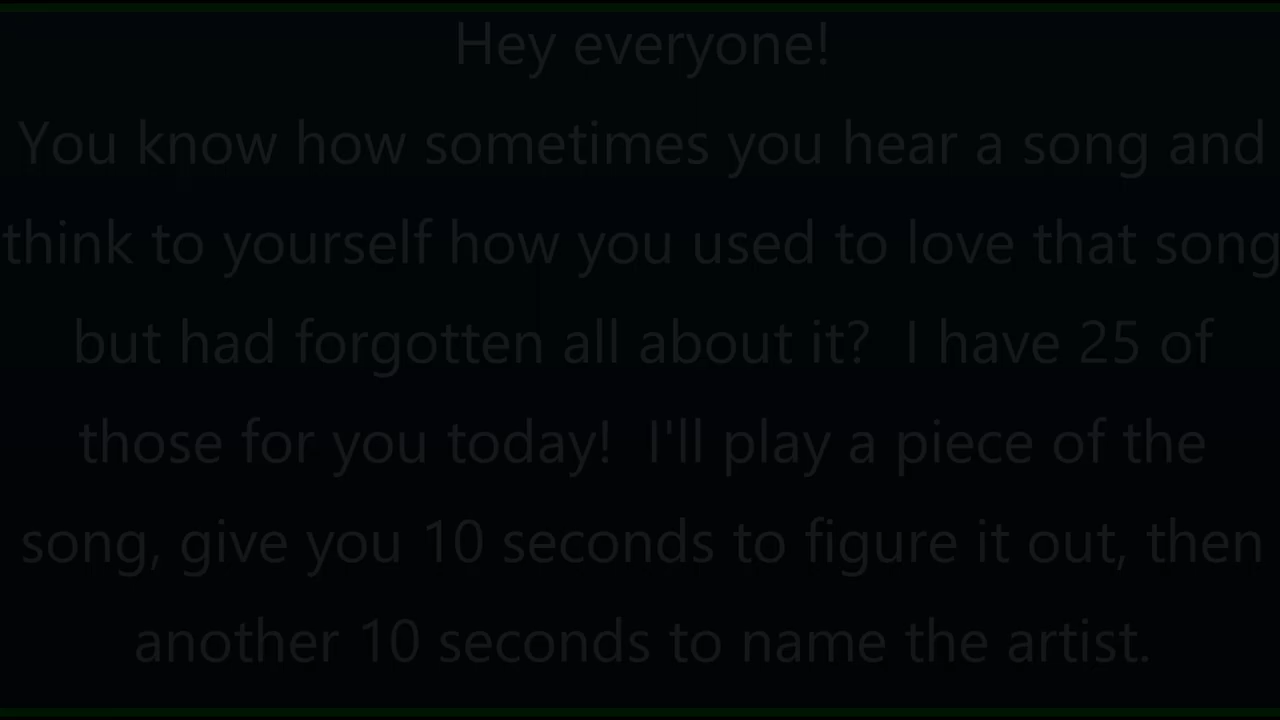 Hey everyone!
You know how sometimes you hear a song and
think to yourself how you used to love that song
but had forgotten all about it?  I have 25 of
those for you today!  I'll play a piece of the
song, give you 10 seconds to figure it out, then
another 10 seconds to name the artist.